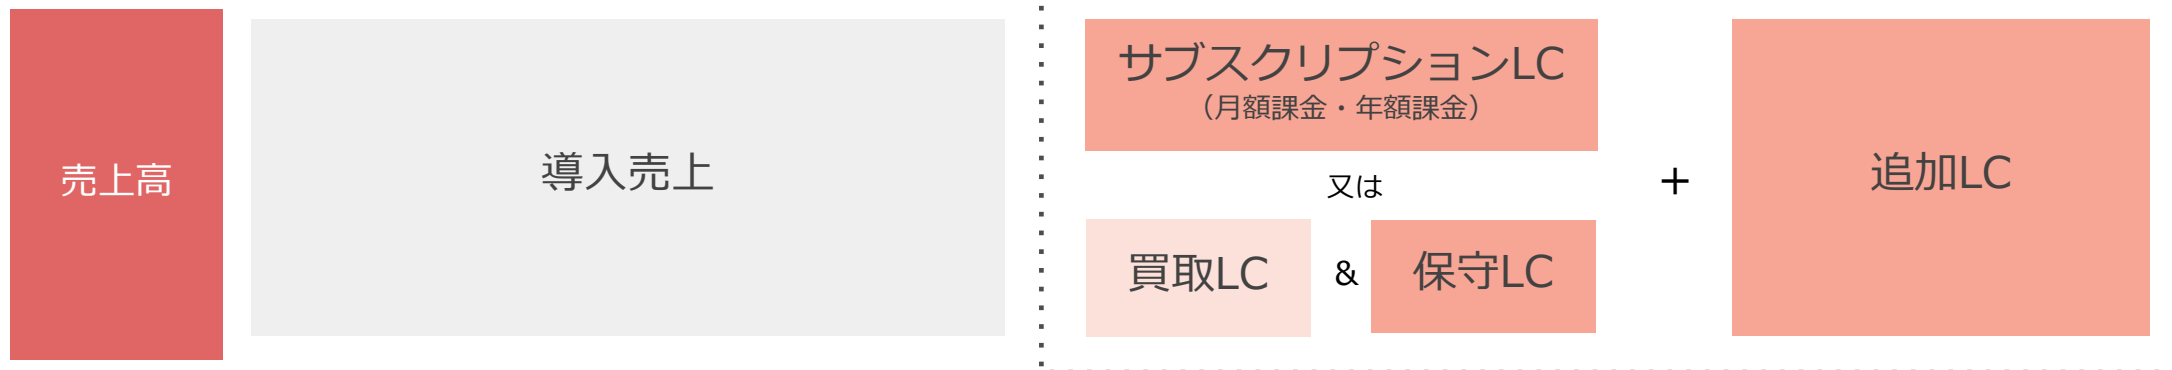 売上高
導入売上
サブスクリプションLC
（月額課金・年額課金）
又は
買取LC
&
保守LC
+
追加LC